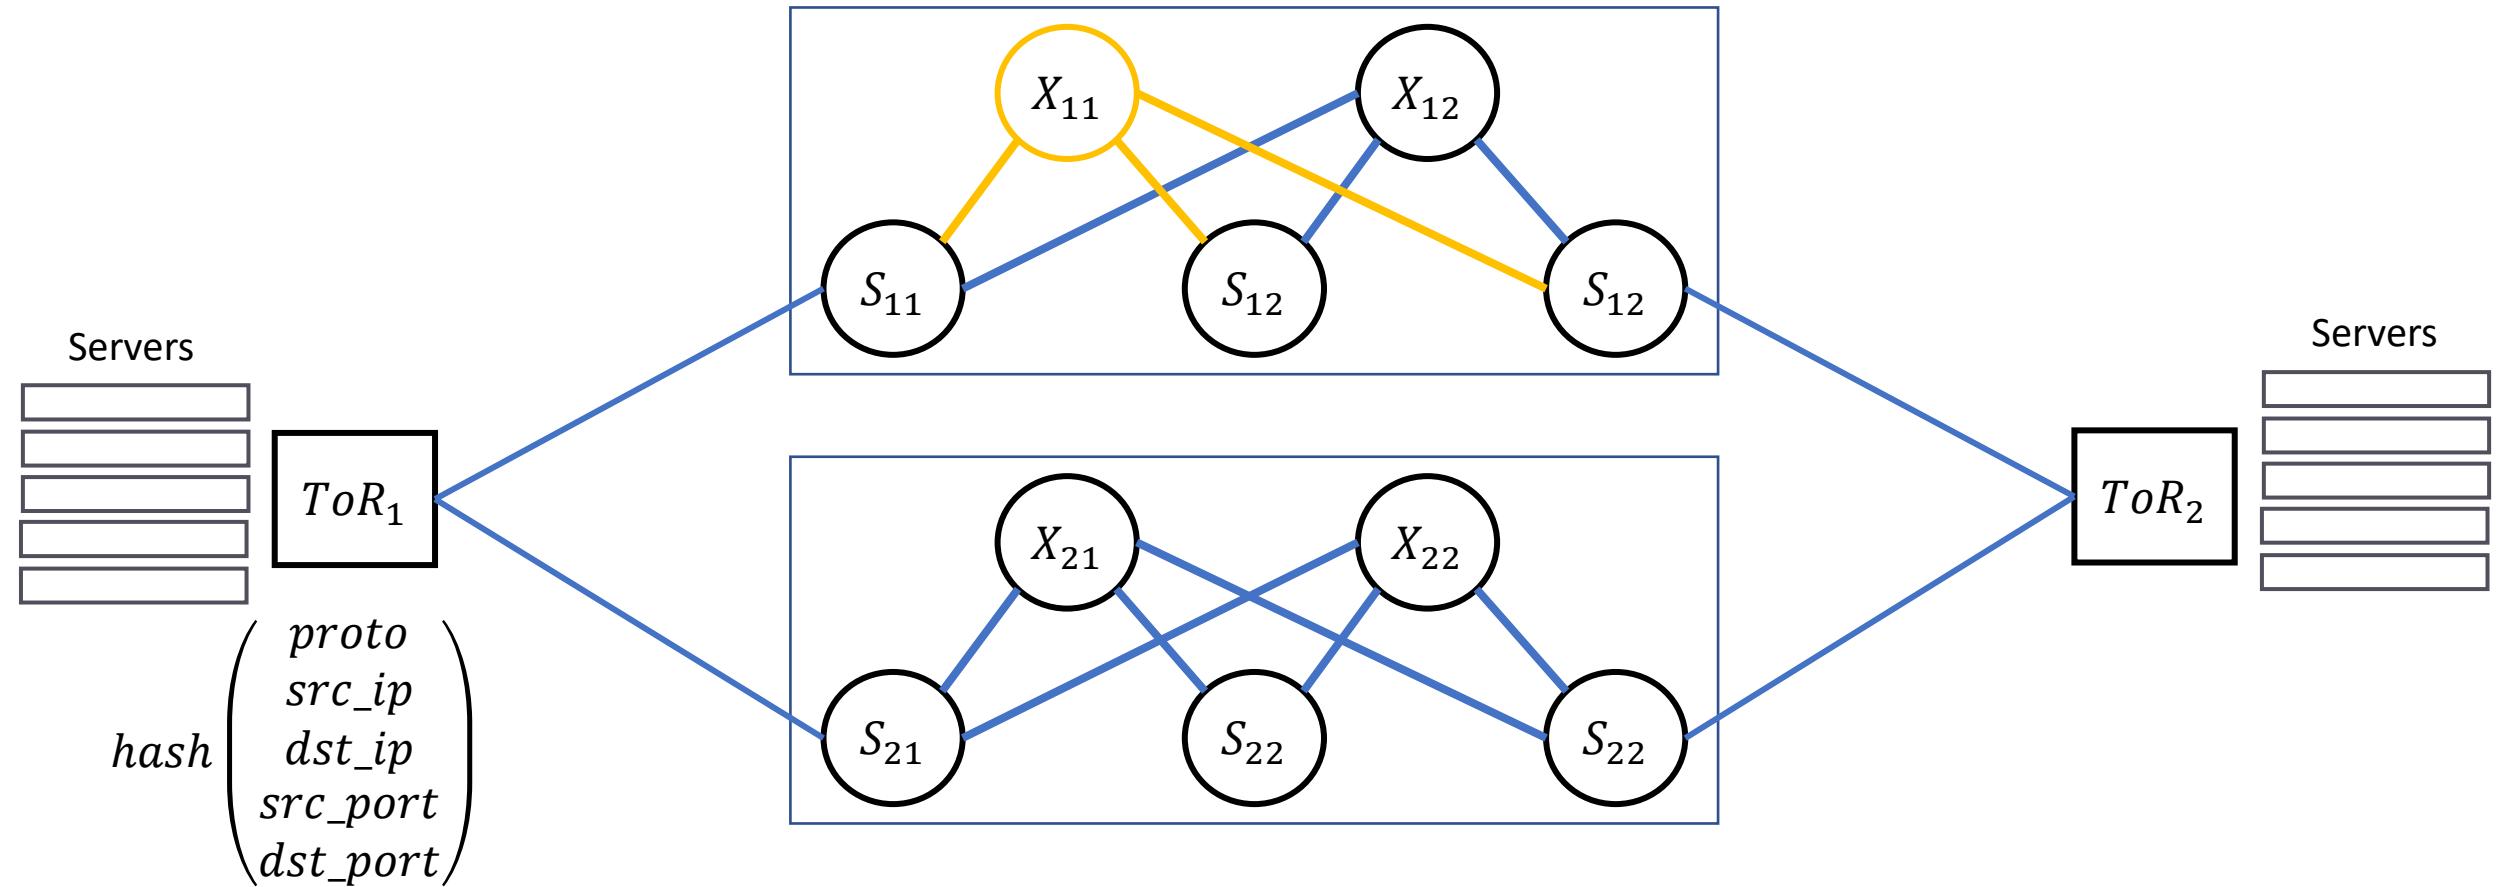 X₁₁
X₁₂
S₁₁
S₁₂
S₁₂
Servers
Servers
ToR₁
ToR₂
X₂₁
X₂₂
S₂₁
S₂₂
S₂₂
proto
src_ip
hash
dst_ip
src_port
dst_port